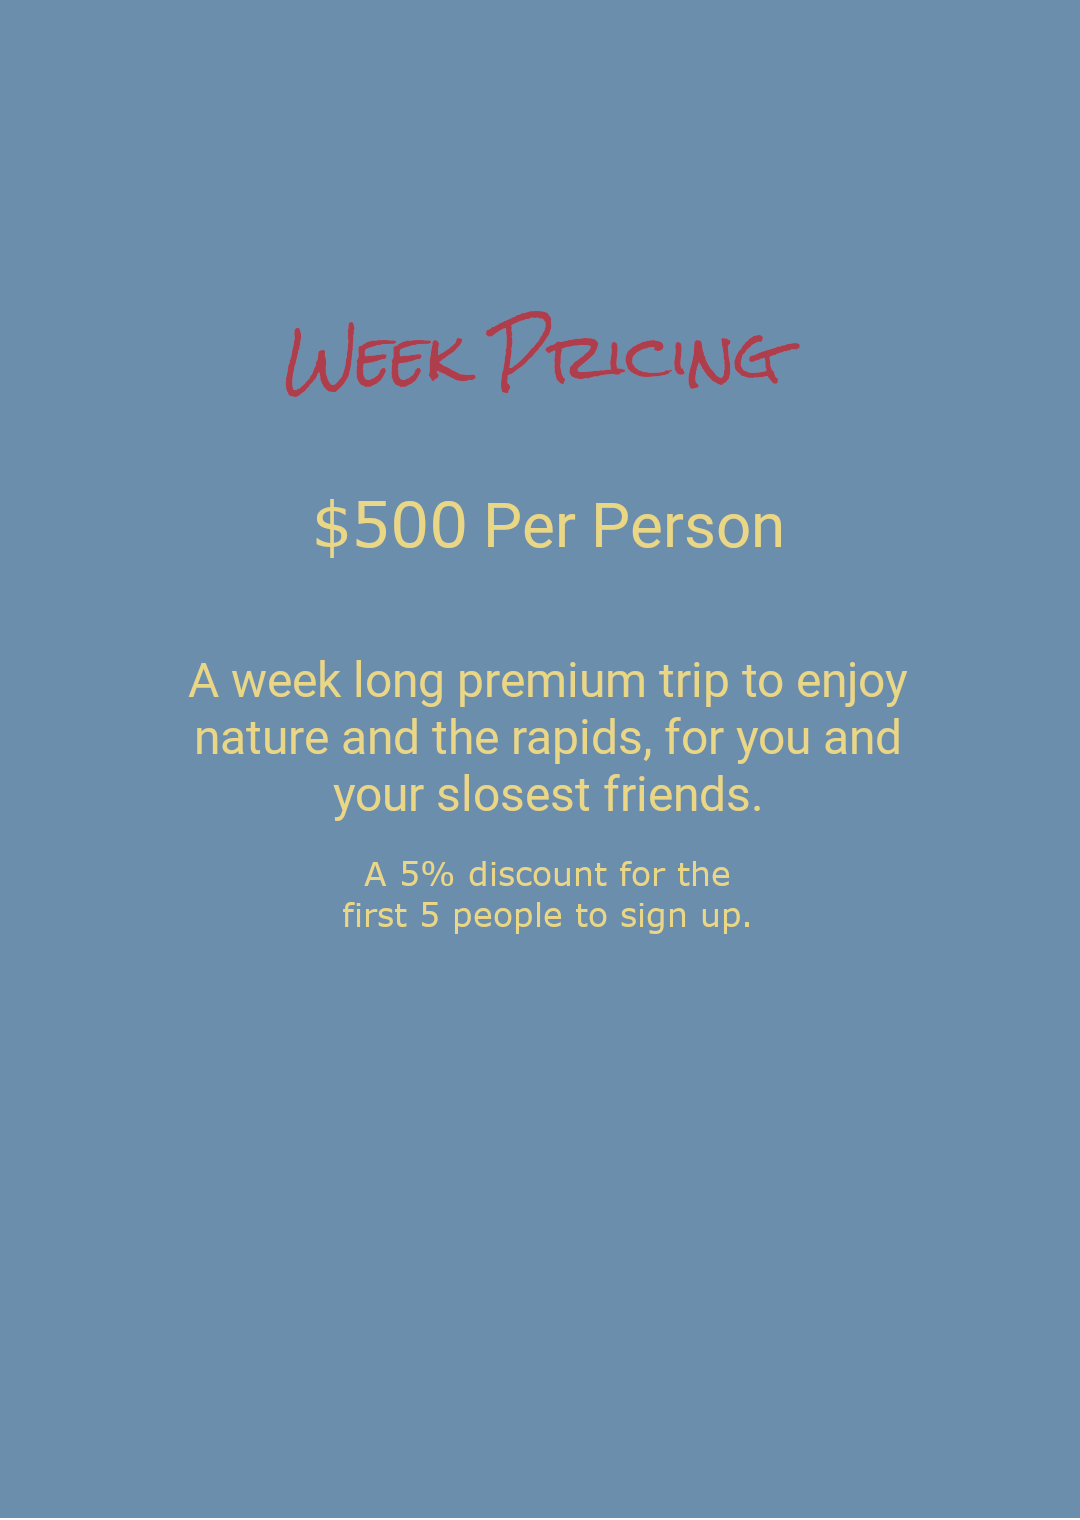 Week Pricing
$500 Per Person
A week long premium trip to enjoy
nature and the rapids, for you and
your slosest friends.
A 5% discount for the
first 5 people to sign up.